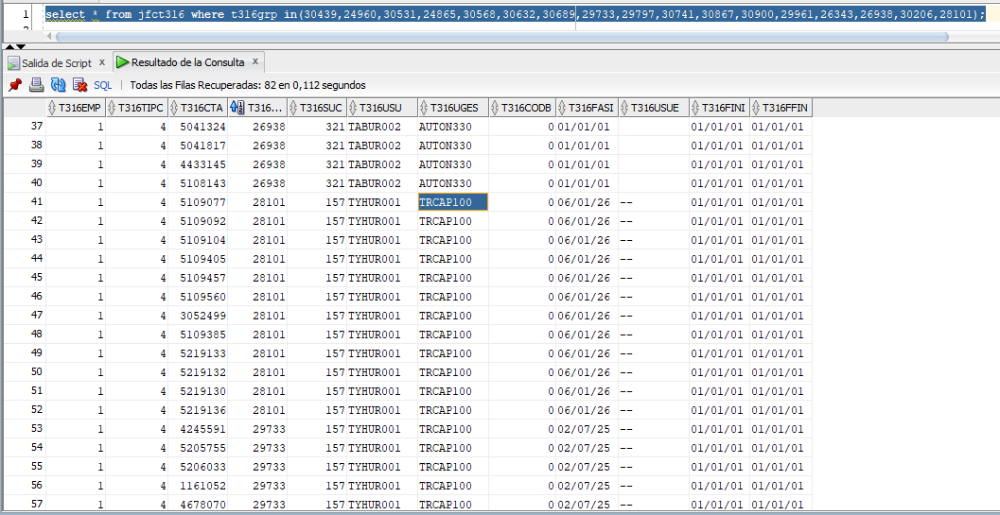 1 select * from jfct316 where t316grp in(30439,24960,30531,24865,30568,30632,30689,29733,29797,30741,30867,30900,29961,26343,26938,30206,28101);
Salida de Script x Resultado de la Consulta x
SQL | Todas las Filas Recuperadas: 82 en 0,112 segundos
T316EMP T316TIPC T316CTA T316... T316SUC T316USU T316UGES T316CODB T316FASI T316USUE T316FINI T316FFIN
37 1 4 5041324 26938 321 TABUR002 AUTON330 0 01/01/01 01/01/01 01/01/01
38 1 4 5041817 26938 321 TABUR002 AUTON330 0 01/01/01 01/01/01 01/01/01
39 1 4 4433145 26938 321 TABUR002 AUTON330 0 01/01/01 01/01/01 01/01/01
40 1 4 5108143 26938 321 TABUR002 AUTON330 0 01/01/01 01/01/01 01/01/01
41 1 4 5109077 28101 157 TYHUR001 TRCAP100 0 06/01/26 -- 01/01/01 01/01/01
42 1 4 5109092 28101 157 TYHUR001 TRCAP100 0 06/01/26 -- 01/01/01 01/01/01
43 1 4 5109104 28101 157 TYHUR001 TRCAP100 0 06/01/26 -- 01/01/01 01/01/01
44 1 4 5109405 28101 157 TYHUR001 TRCAP100 0 06/01/26 -- 01/01/01 01/01/01
45 1 4 5109457 28101 157 TYHUR001 TRCAP100 0 06/01/26 -- 01/01/01 01/01/01
46 1 4 5109560 28101 157 TYHUR001 TRCAP100 0 06/01/26 -- 01/01/01 01/01/01
47 1 4 3052499 28101 157 TYHUR001 TRCAP100 0 06/01/26 -- 01/01/01 01/01/01
48 1 4 5109385 28101 157 TYHUR001 TRCAP100 0 06/01/26 -- 01/01/01 01/01/01
49 1 4 5219133 28101 157 TYHUR001 TRCAP100 0 06/01/26 -- 01/01/01 01/01/01
50 1 4 5219132 28101 157 TYHUR001 TRCAP100 0 06/01/26 -- 01/01/01 01/01/01
51 1 4 5219130 28101 157 TYHUR001 TRCAP100 0 06/01/26 -- 01/01/01 01/01/01
52 1 4 5219136 28101 157 TYHUR001 TRCAP100 0 06/01/26 -- 01/01/01 01/01/01
53 1 4 4245591 29733 157 TYHUR001 TRCAP100 0 02/07/25 -- 01/01/01 01/01/01
54 1 4 5205755 29733 157 TYHUR001 TRCAP100 0 02/07/25 -- 01/01/01 01/01/01
55 1 4 5206033 29733 157 TYHUR001 TRCAP100 0 02/07/25 -- 01/01/01 01/01/01
56 1 4 1161052 29733 157 TYHUR001 TRCAP100 0 02/07/25 -- 01/01/01 01/01/01
57 1 4 4678070 29733 157 TYHUR001 TRCAP100 0 02/07/25 -- 01/01/01 01/01/01